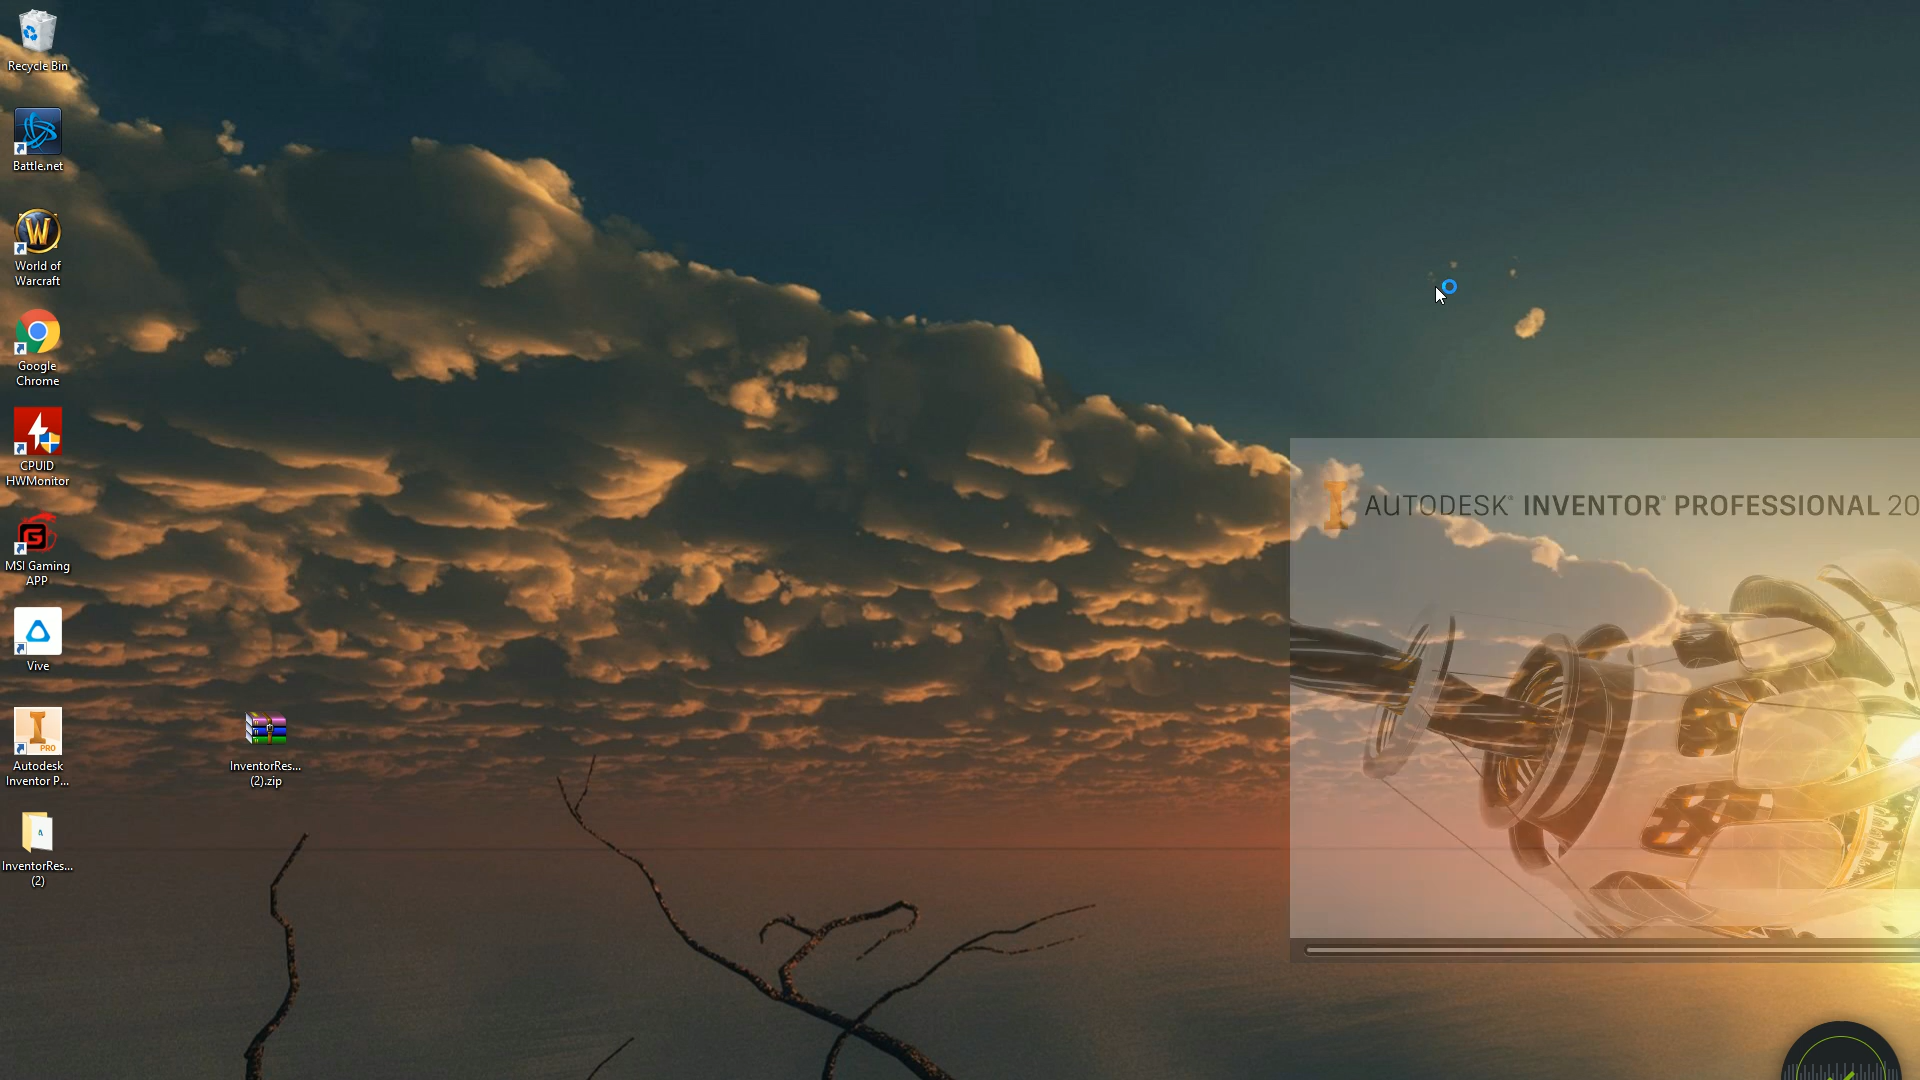 Recycle Bin
Battle.net
World of
Warcraft
Google
Chrome
CPUID
HWMonitor
MSI Gaming
APP
Vive
PRO
Autodesk
Inventor P...
InventorRes...
(2)
InventorRes...
(2).zip
AUTODESK® INVENTOR® PROFESSIONAL 20